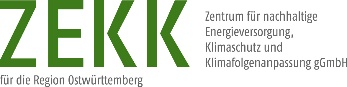 ZEKK
für die Region Ostwürttemberg
Zentrum für nachhaltige
Energieversorgung,
Klimaschutz und
Klimafolgenanpassung gGmbH